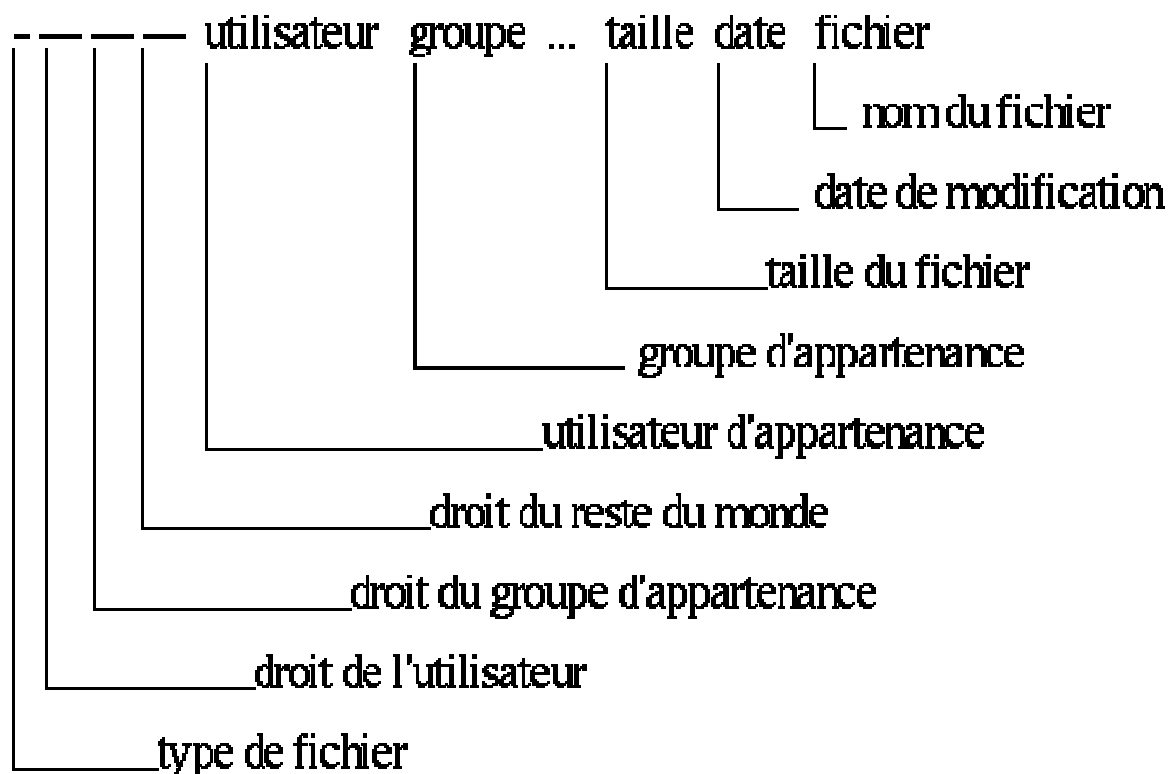 - — — — utilisateur groupe ... taille date fichier
nom du fichier
date de modification
taille du fichier
groupe d'appartenance
utilisateur d'appartenance
droit du reste du monde
droit du groupe d'appartenance
droit de l'utilisateur
type de fichier